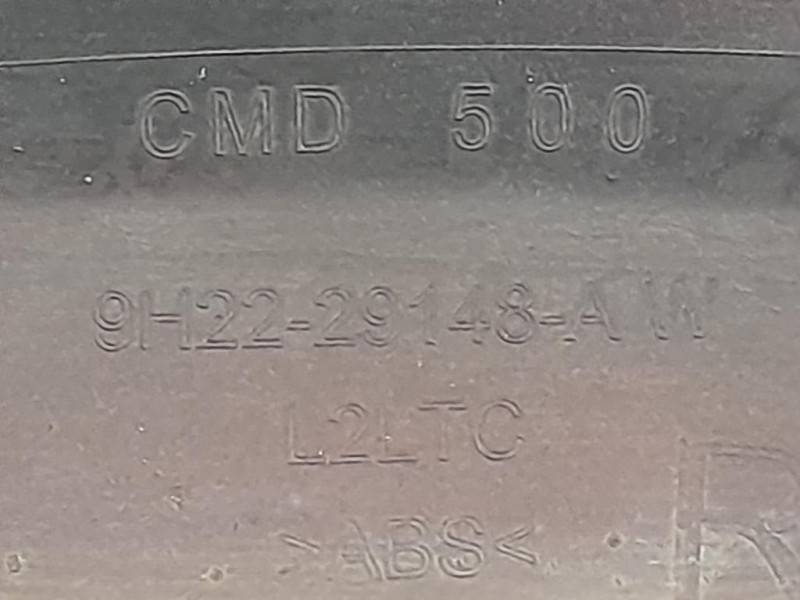 CMD 500
9H22-29148-AW
L2LTC
>ABS<
R